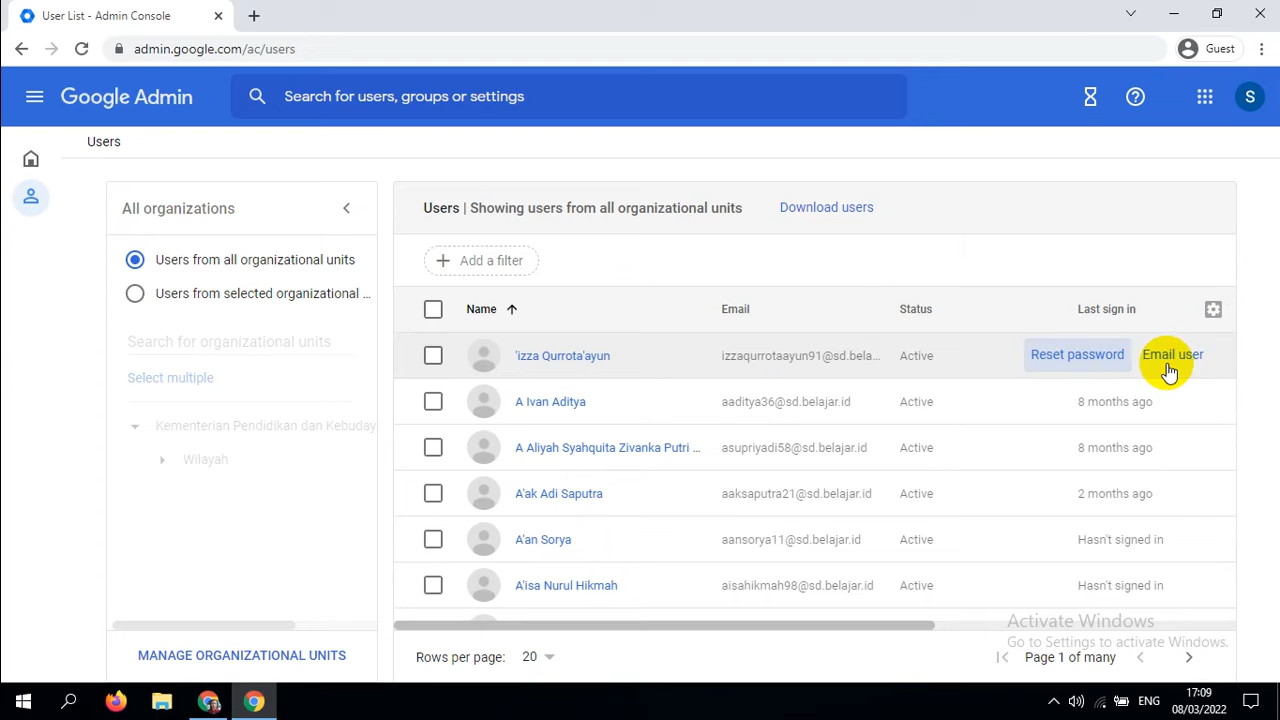 User List - Admin Console
admin.google.com/ac/users
Guest
Google Admin
Search for users, groups or settings
S
Users
All organizations
Users from all organizational units
Users from selected organizational ...
Search for organizational units
Select multiple
Kementerian Pendidikan dan Kebuday
Wilayah
MANAGE ORGANIZATIONAL UNITS
Users | Showing users from all organizational units
Download users
Add a filter
Name Email Status Last sign in
'izza Qurrota'ayun izzaqurrotaayun91@sd.bela... Active Reset password Email user
A Ivan Aditya aaditya36@sd.belajar.id Active 8 months ago
A Aliyah Syahquita Zivanka Putri ... asupriyadi58@sd.belajar.id Active 8 months ago
A'ak Adi Saputra aaksaputra21@sd.belajar.id Active 2 months ago
A'an Sorya aansorya11@sd.belajar.id Active Hasn't signed in
A'isa Nurul Hikmah aisahikmah98@sd.belajar.id Active Hasn't signed in
Activate Windows
Go to Settings to activate Windows.
Rows per page: 20 Page 1 of many
ENG
17:09
08/03/2022